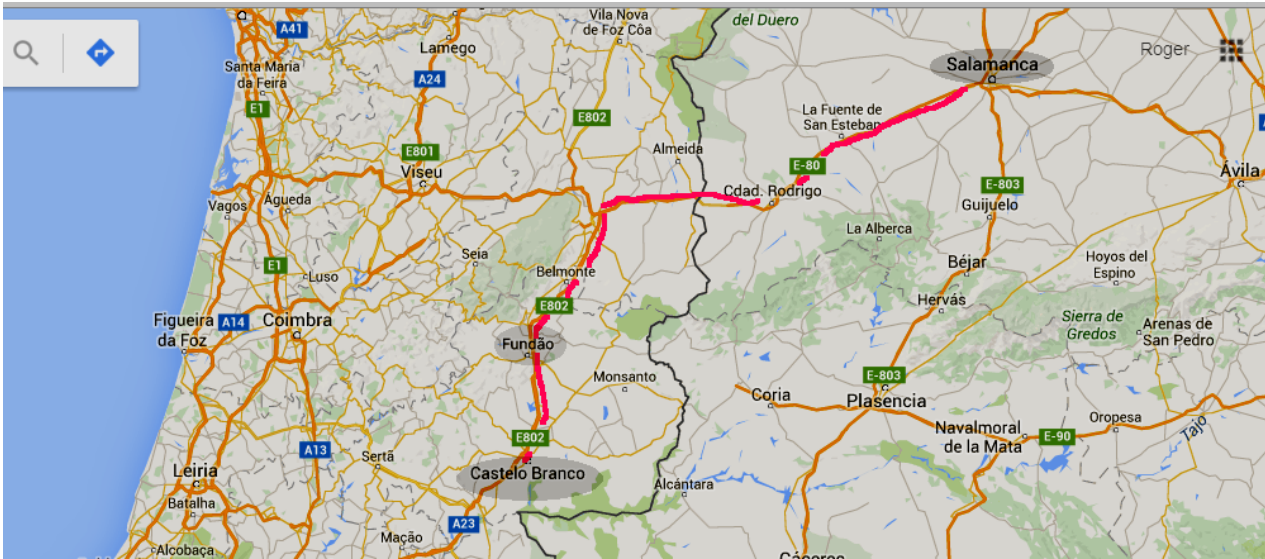 A41
Vila Nova
de Foz Côa
del Duero
Lamego
Roger
Santa Maria
da Feira
A24
Salamanca
E1
E802
La Fuente de
San Esteban
Almeida
E801
Viseu
E-80
Ávila
Cdad. Rodrigo
E-803
Vagos
Águeda
Guijuelo
La Alberca
Seia
E1
Luso
Belmonte
Béjar
Hoyos del
Espino
Hervás
E802
Figueira
da Foz
A14
Coimbra
Sierra de
Gredos
Arenas de
San Pedro
Fundão
Monsanto
E-803
Coria
Plasencia
Oropesa
Navalmoral
de la Mata
E-90
Tajo
E802
A13
Sertã
Leiria
Castelo Branco
Alcántara
Batalha
A23
Mação
Alcobaça
Cáceres